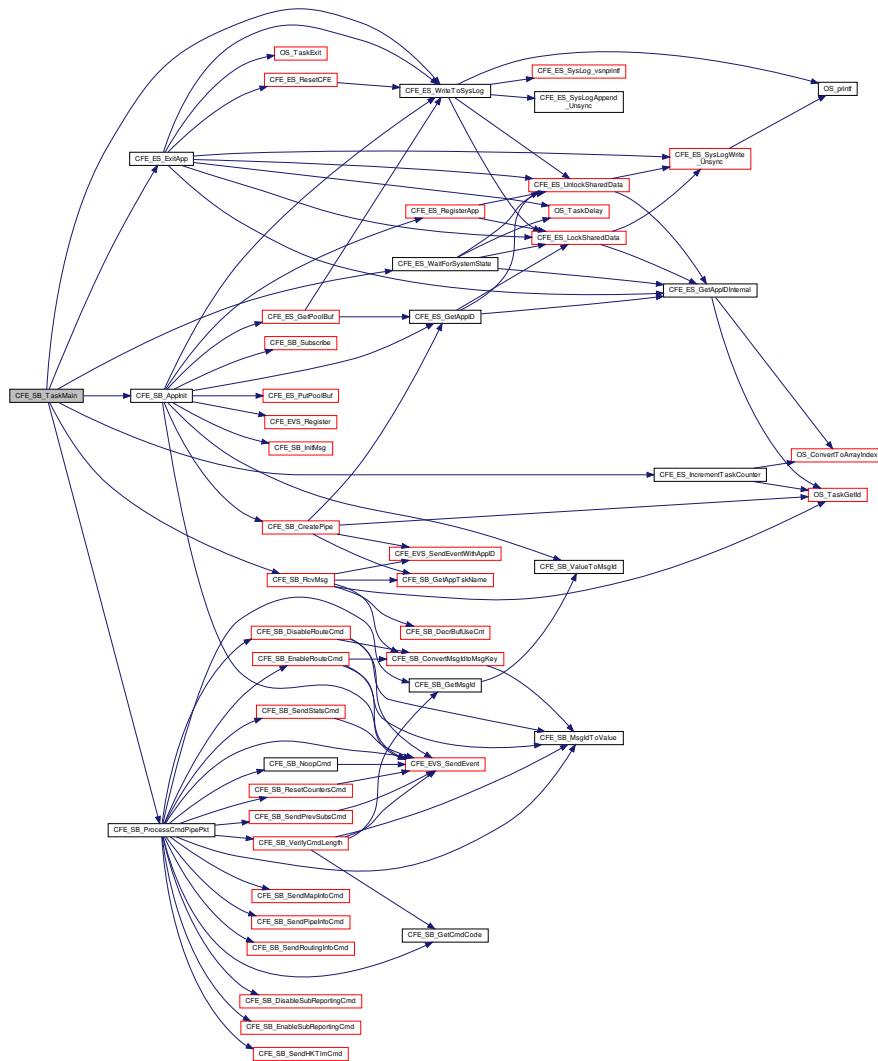 OS_TaskExit
CFE_ES_SysLog_vsnprintf
CFE_ES_ResetCFE
CFE_ES_WriteToSysLog
OS_printf
CFE_ES_SysLogAppend
_Unsync
CFE_ES_ExitApp
CFE_ES_SysLogWrite
_Unsync
CFE_ES_UnlockSharedData
CFE_ES_RegisterApp
OS_TaskDelay
CFE_ES_LockSharedData
CFE_ES_WaitForSystemState
CFE_ES_GetAppIDInternal
CFE_ES_GetPoolBuf
CFE_ES_GetAppID
CFE_SB_Subscribe
CFE_SB_TaskMain
CFE_SB_AppInit
CFE_ES_PutPoolBuf
CFE_EVS_Register
CFE_SB_InitMsg
OS_ConvertToArrayIndex
CFE_ES_IncrementTaskCounter
OS_TaskGetId
CFE_SB_CreatePipe
CFE_EVS_SendEventWithAppID
CFE_SB_ValueToMsgId
CFE_SB_RcvMsg
CFE_SB_GetAppTskName
CFE_SB_DisableRouteCmd
CFE_SB_DecrBufUseCnt
CFE_SB_EnableRouteCmd
CFE_SB_ConvertMsgIdtoMsgKey
CFE_SB_GetMsgId
CFE_SB_SendStatsCmd
CFE_SB_MsgIdToValue
CFE_SB_NoopCmd
CFE_EVS_SendEvent
CFE_SB_ResetCountersCmd
CFE_SB_SendPrevSubsCmd
CFE_SB_ProcessCmdPipePkt
CFE_SB_VerifyCmdLength
CFE_SB_SendMapInfoCmd
CFE_SB_SendPipeInfoCmd
CFE_SB_GetCmdCode
CFE_SB_SendRoutingInfoCmd
CFE_SB_DisableSubReportingCmd
CFE_SB_EnableSubReportingCmd
CFE_SB_SendHKTlmCmd